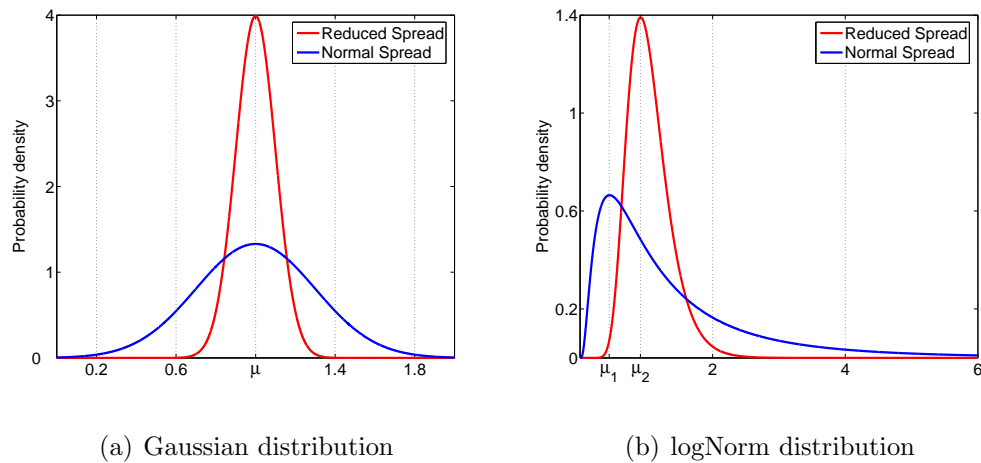 4
3
2
1
0
Probability density
Reduced Spread
Normal Spread
0.2 0.6 μ 1.4 1.8
(a) Gaussian distribution
1.4
1
0.6
0.2
0
Probability density
Reduced Spread
Normal Spread
μ1 μ2 2 4 6
(b) logNorm distribution